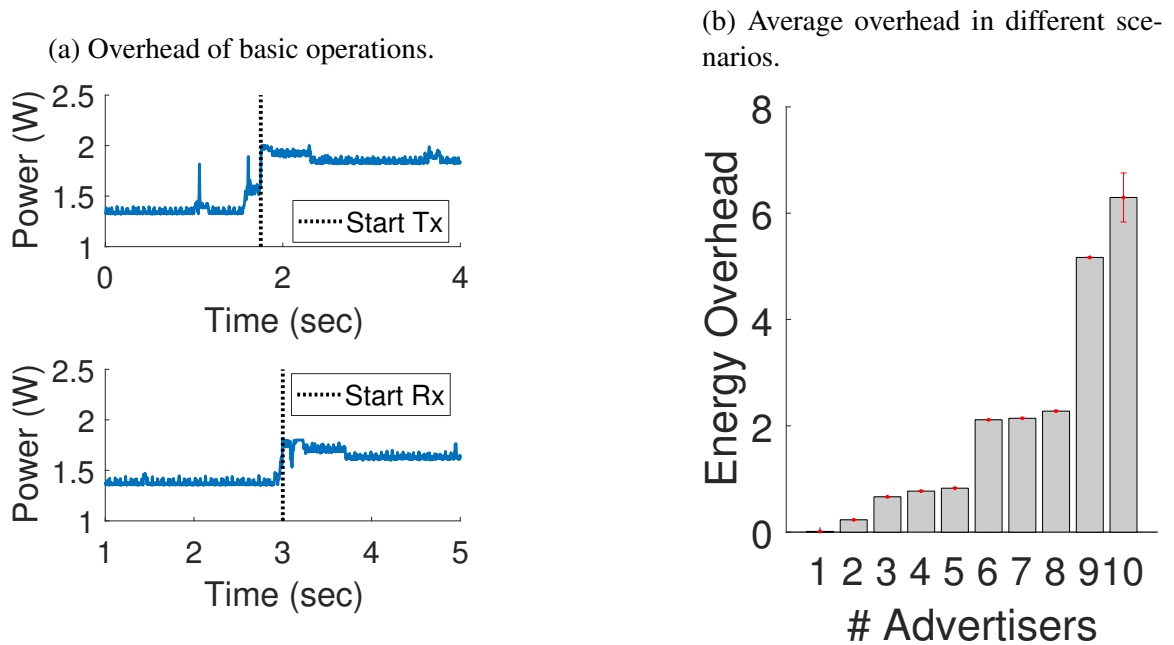 (a) Overhead of basic operations.
2.5
2
1.5
1
Power (W)
Start Tx
0 2 4
Time (sec)
2.5
2
1.5
1
Power (W)
Start Rx
1 2 3 4 5
Time (sec)
(b) Average overhead in different sce-
narios.
8
6
4
2
0
Energy Overhead
1 2 3 4 5 6 7 8 9 10
# Advertisers